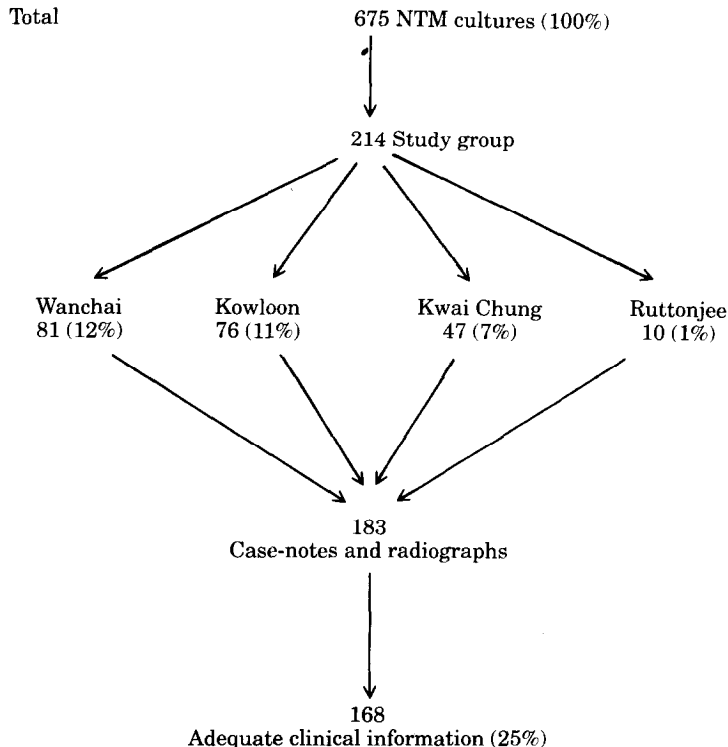 Total
675 NTM cultures (100%)
214 Study group
Wanchai
81 (12%)
Kowloon
76 (11%)
Kwai Chung
47 (7%)
Ruttonjee
10 (1%)
183
Case-notes and radiographs
168
Adequate clinical information (25%)